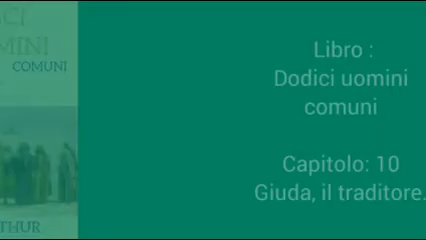 CI
MINI
COMUNI
THUR
Libro :
Dodici uomini
comuni
Capitolo: 10
Giuda, il traditore.